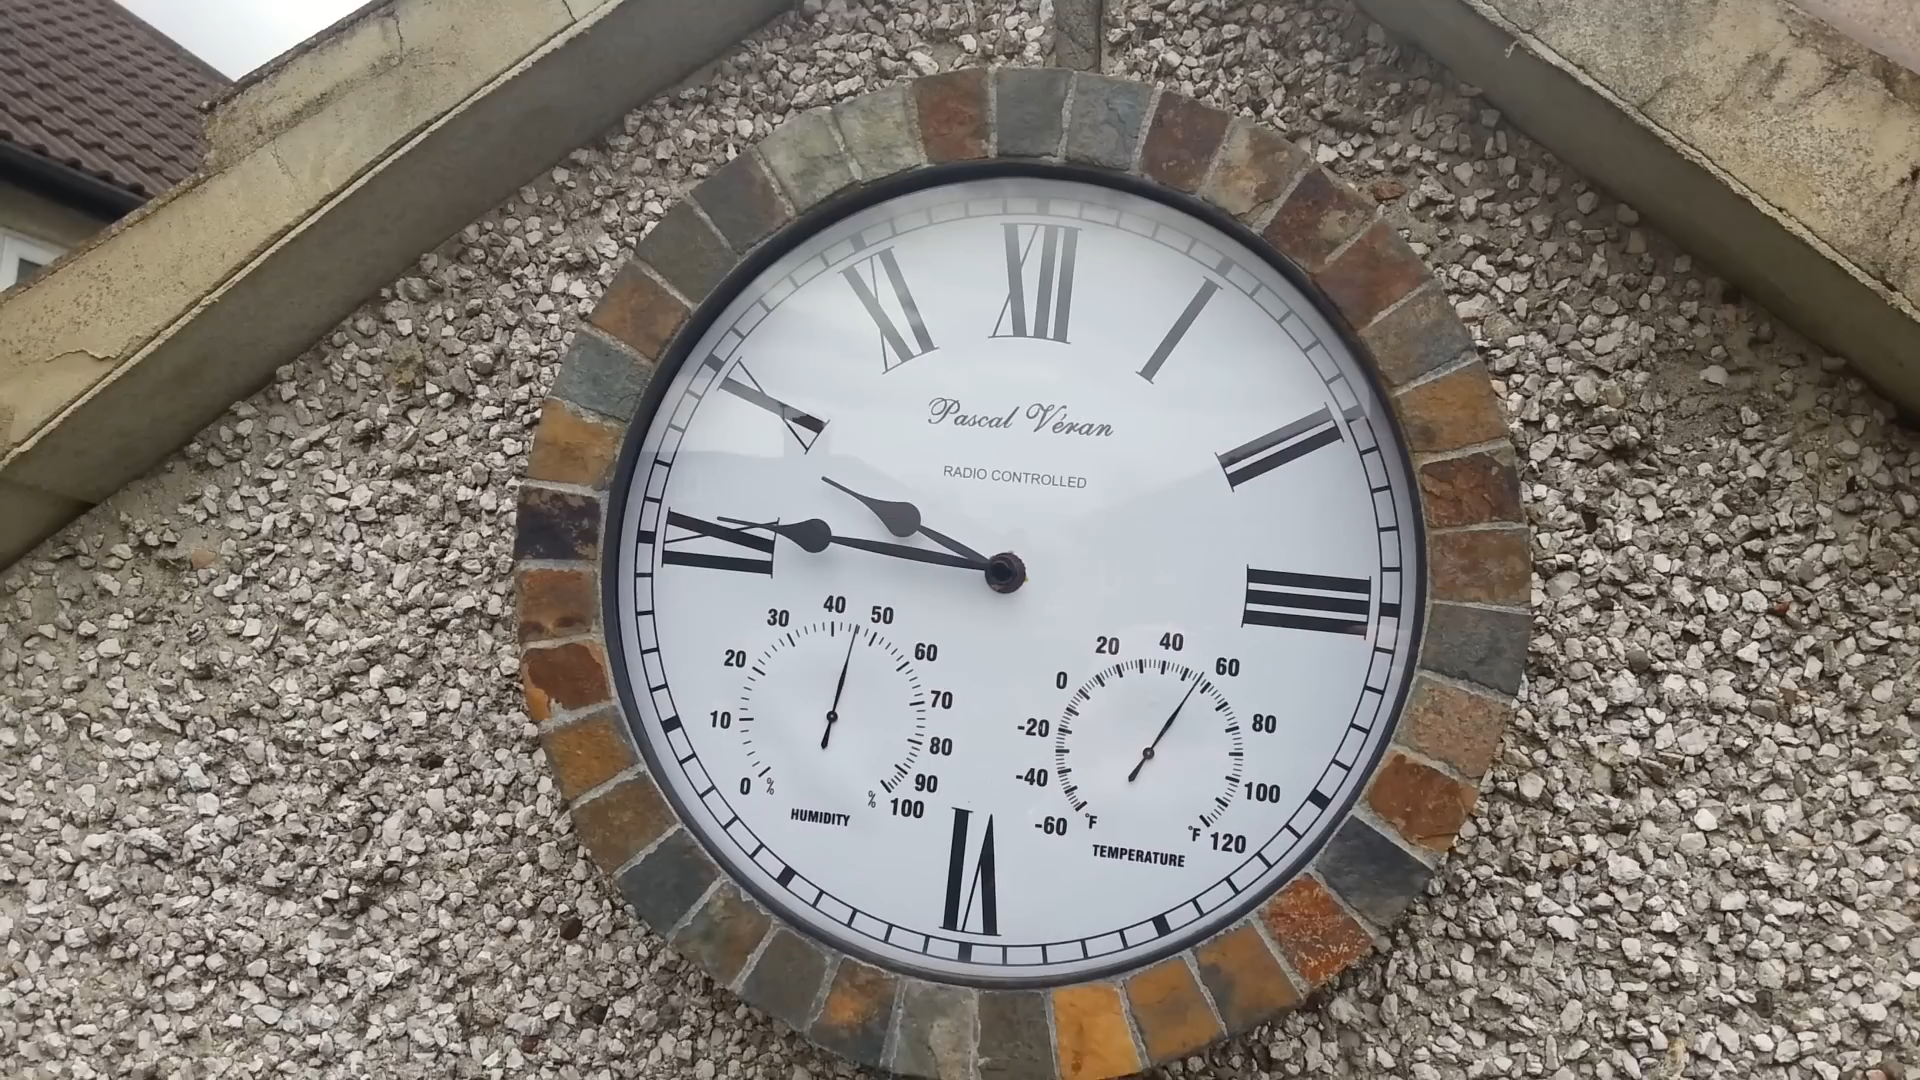 XII
XI
I
X
II
Pascal Véran
RADIO CONTROLLED
IX
III
0
10
20
30
40
50
60
70
80
90
100
%
%
HUMIDITY
-60
-40
-20
0
20
40
60
80
100
120
°F
°F
TEMPERATURE
VI